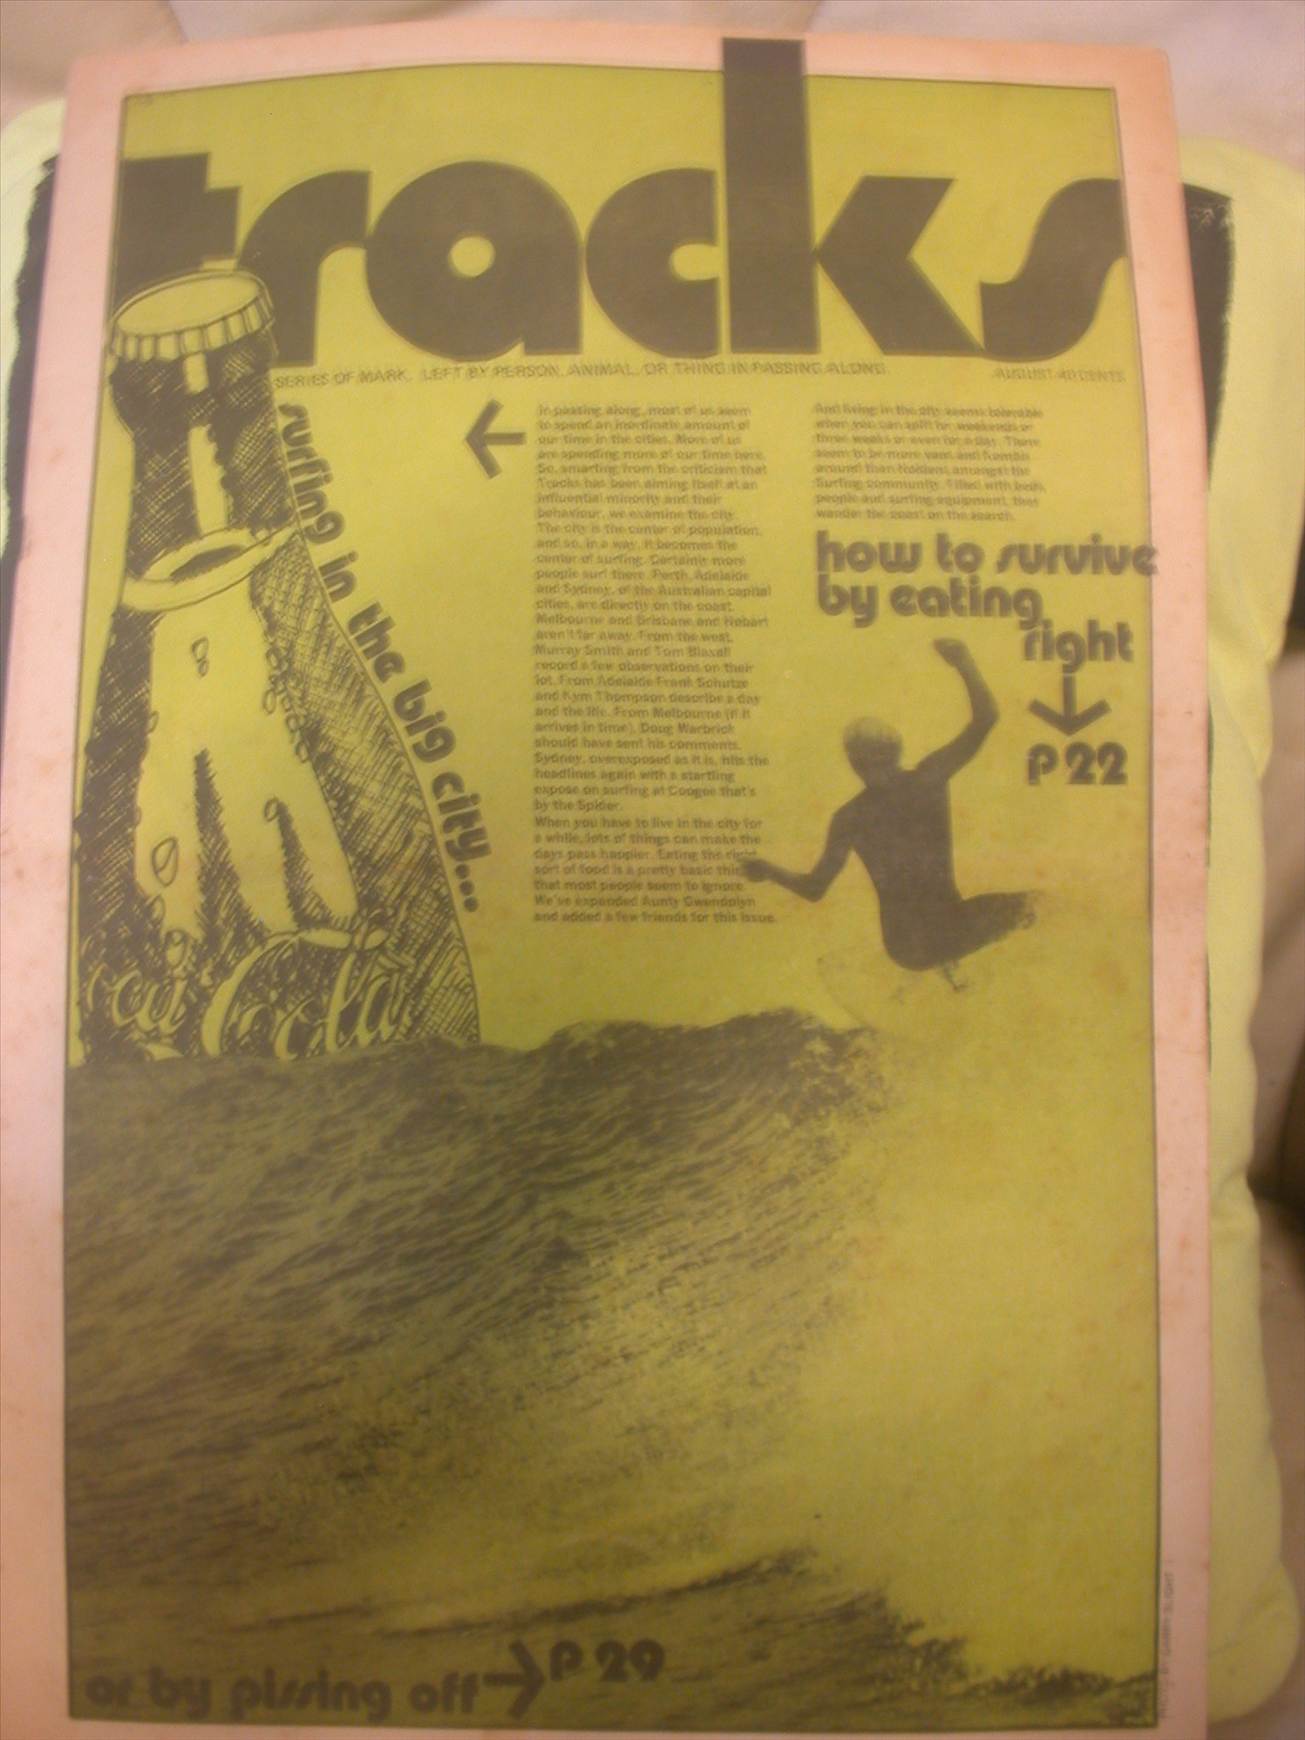 tracks
SERIES OF MARK, LEFT BY PERSON, ANIMAL, OR THING IN PASSING ALONG.
AUGUST 40 CENTS
surfing in the big city...
In passing along, most of us seem
to spend an inordinate amount of
our time in the cities. More of us
are spending more of our time here.
So, smarting from the criticism that
Tracks has been aiming itself at an
influential minority and their
behaviour, we examine the city.
The city is the center of population,
and so, in a way, it becomes the
center of surfing. Certainly more
people surf there. Perth, Adelaide
and Sydney, of the Australian capital
cities, are directly on the coast.
Melbourne and Brisbane and Hobart
aren't far away. From the west,
Murray Smith and Tom Blaxell
record a few observations on their
lot. From Adelaide Frank Schutze
and Kym Thompson describe a day
and the life. From Melbourne (if it
arrives in time), Doug Warbrick
should have sent his comments.
Sydney, overexposed as it is, hits the
headlines again with a startling
expose on surfing at Coogee that's
by the Spider.
When you have to live in the city for
a while, lots of things can make the
days pass happier. Eating the right
sort of food is a pretty basic thing
that most people seem to ignore.
We've expanded Aunty Gwendolyn
and added a few friends for this issue.
And living in the city seems tolerable
when you can split for weekends or
three weeks or even for a day. There
seem to be more vans and Kombis
around than Holdens amongst the
Surfing community. Filled with both
people and surfing equipment, they
wander the coast on the search.
how to survive
by eating
right
P 22
Coca Cola
or by pissing off P 29